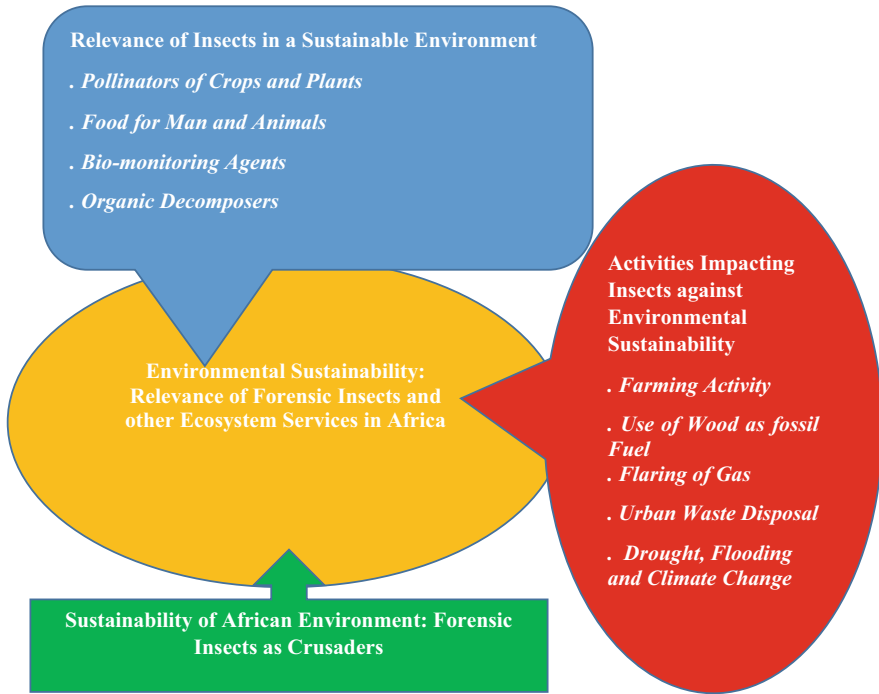 Relevance of Insects in a Sustainable Environment
. Pollinators of Crops and Plants
. Food for Man and Animals
. Bio-monitoring Agents
. Organic Decomposers
Environmental Sustainability:
Relevance of Forensic Insects and
other Ecosystem Services in Africa
Activities Impacting
Insects against
Environmental
Sustainability
. Farming Activity
. Use of Wood as fossil
Fuel
. Flaring of Gas
. Urban Waste Disposal
. Drought, Flooding
and Climate Change
Sustainability of African Environment: Forensic
Insects as Crusaders